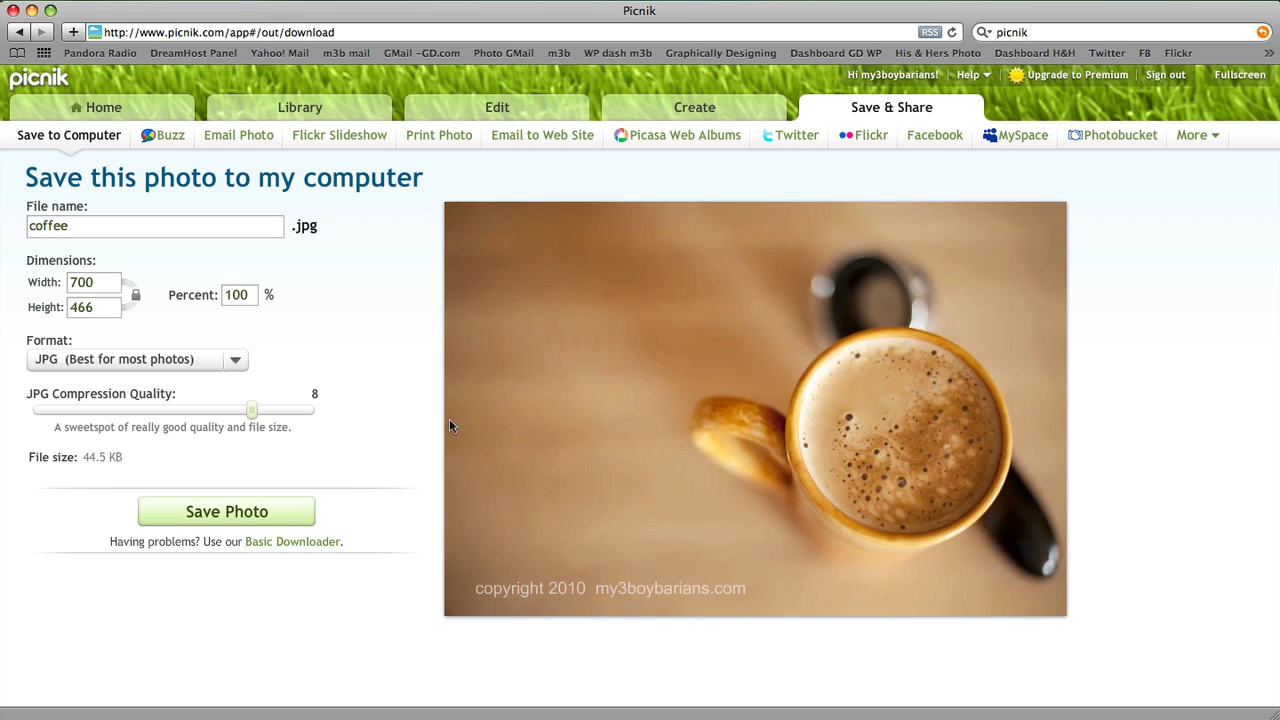 Picnik
http://www.picnik.com/app#/out/download
RSS
picnik
Pandora Radio DreamHost Panel Yahoo! Mail m3b mail GMail -GD.com Photo GMail m3b WP dash m3b Graphically Designing Dashboard GD WP His & Hers Photo Dashboard H&H Twitter FB Flickr
picnik
Hi my3boybarians! Help Upgrade to Premium Sign out Fullscreen
Home Library Edit Create Save & Share
Save to Computer Buzz Email Photo Flickr Slideshow Print Photo Email to Web Site Picasa Web Albums Twitter Flickr Facebook MySpace Photobucket More
Save this photo to my computer
File name:
coffee .jpg
Dimensions:
Width: 700
Percent: 100 %
Height: 466
Format:
JPG (Best for most photos)
JPG Compression Quality: 8
A sweetspot of really good quality and file size.
File size: 44.5 KB
Save Photo
Having problems? Use our Basic Downloader.
copyright 2010 my3boybarians.com